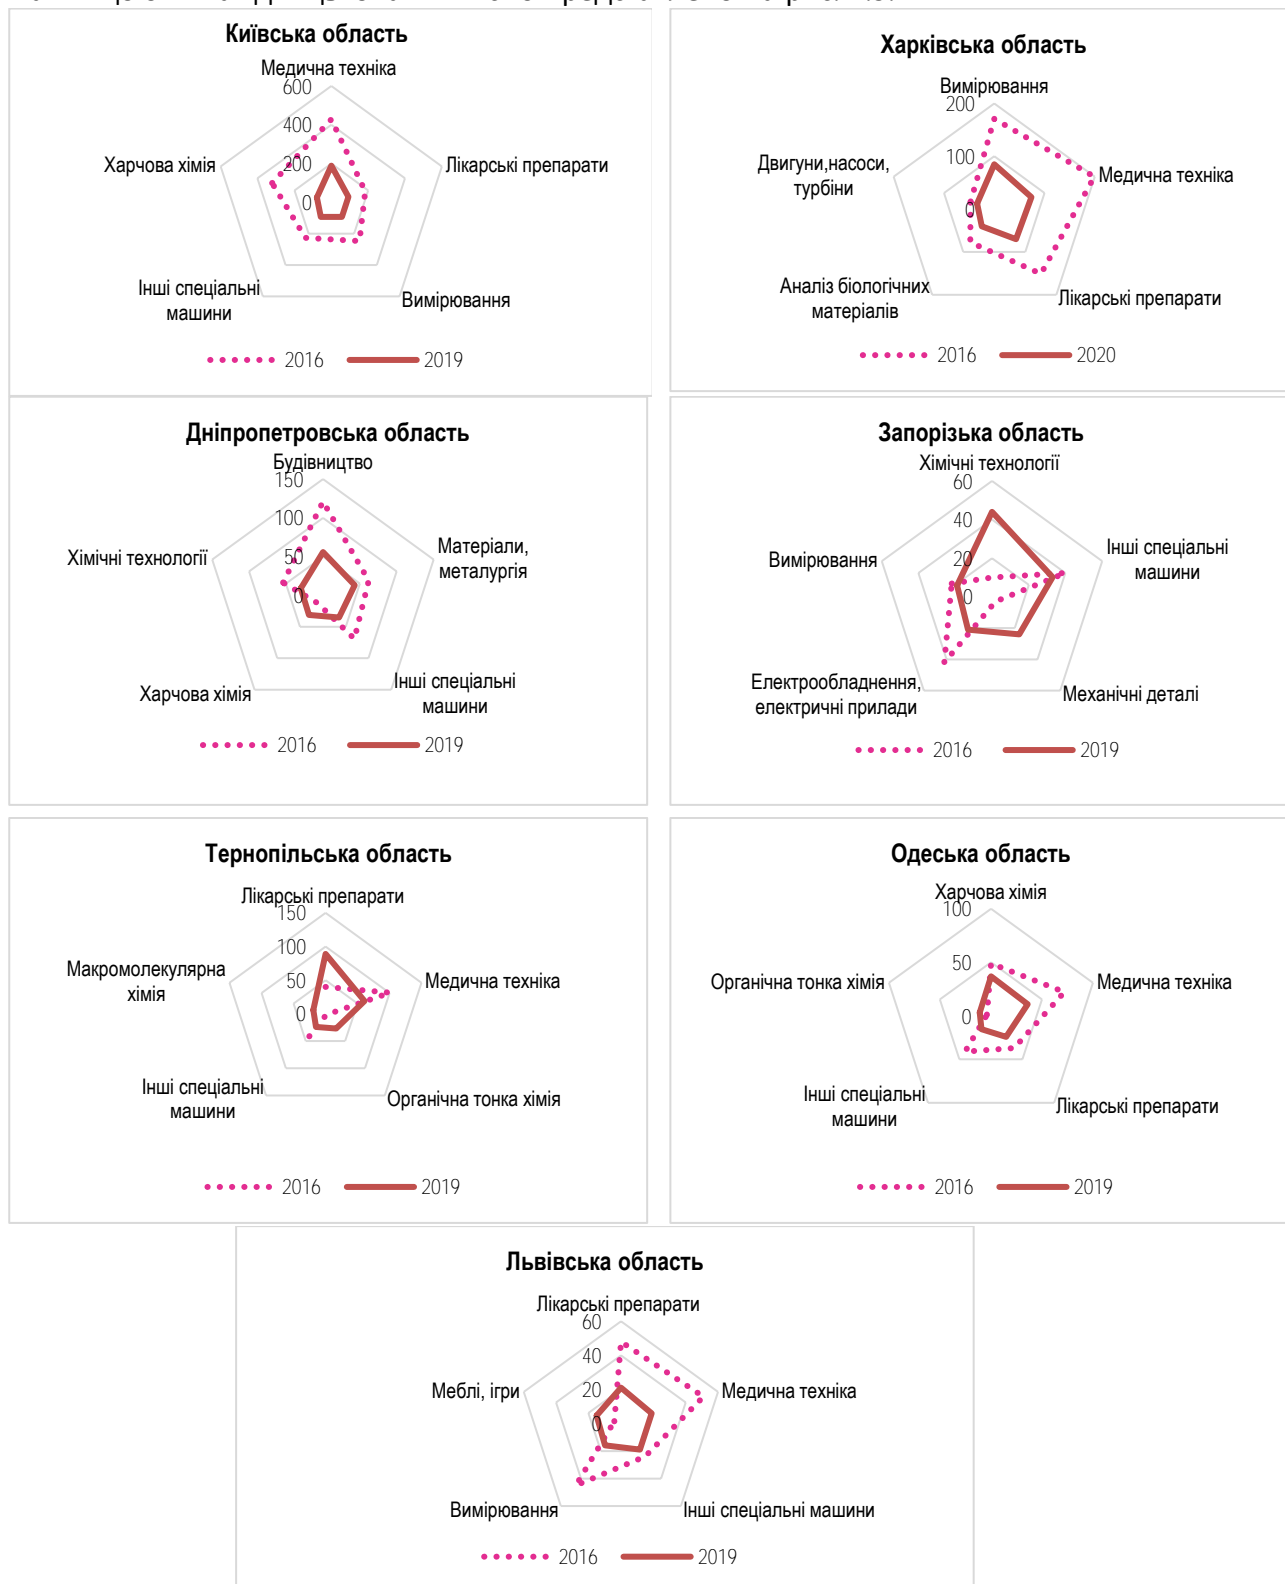 Київська область
Медична техніка
600
400
200
0
Харчова хімія
Лікарські препарати
Інші спеціальні
машини
Вимірювання
2016
2019
Харківська область
Вимірювання
200
100
0
Двигуни,насоси,
турбіни
Медична техніка
Аналіз біологічних
матеріалів
Лікарські препарати
2016
2020
Дніпропетровська область
Будівництво
150
100
50
0
Хімічні технології
Матеріали,
металургія
Харчова хімія
Інші спеціальні
машини
2016
2019
Запорізька область
Хімічні технології
60
40
20
0
Вимірювання
Інші спеціальні
машини
Електрообладнення,
електричні прилади
Механічні деталі
2016
2019
Тернопільська область
Лікарські препарати
150
100
50
0
Макромолекулярна
хімія
Медична техніка
Інші спеціальні
машини
Органічна тонка хімія
2016
2019
Одеська область
Харчова хімія
100
50
0
Органічна тонка хімія
Медична техніка
Інші спеціальні
машини
Лікарські препарати
2016
2019
Львівська область
Лікарські препарати
60
40
20
0
Меблі, ігри
Медична техніка
Вимірювання
Інші спеціальні машини
2016
2019